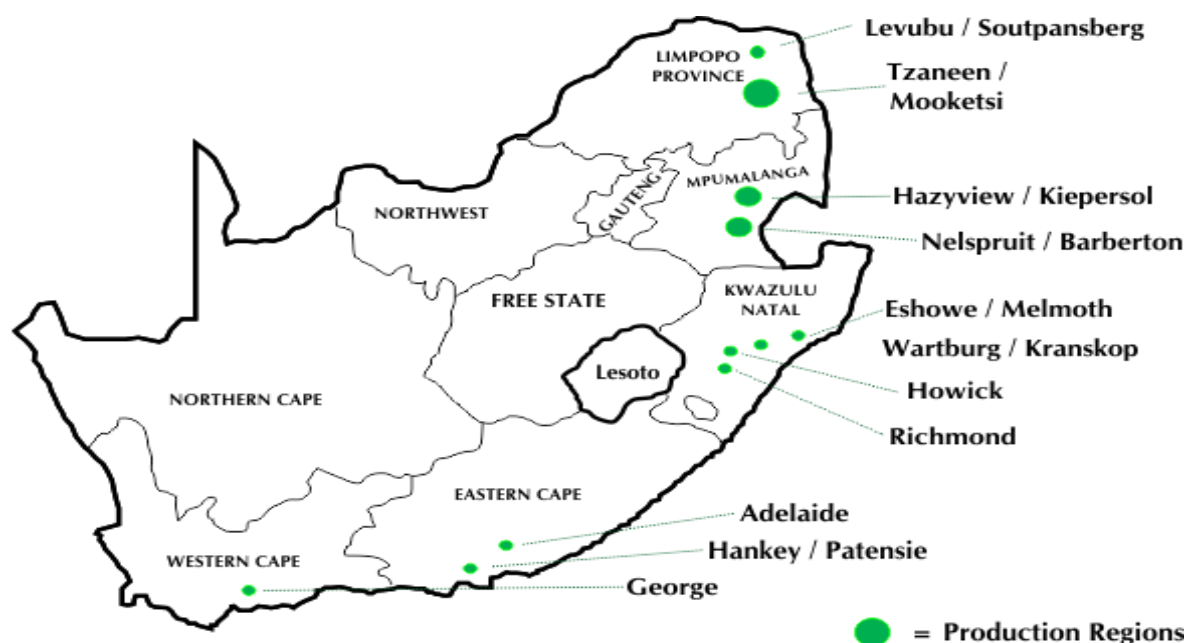 Levubu / Soutpansberg
LIMPOPO
PROVINCE
Tzaneen /
Mooketsi
MPUMALANGA
GAUTENG
NORTHWEST
Hazyview / Kiepersol
Nelspruit / Barberton
FREE STATE
KWAZULU
NATAL
Eshowe / Melmoth
Wartburg / Kranskop
Lesoto
Howick
NORTHERN CAPE
Richmond
EASTERN CAPE
Adelaide
Hankey / Patensie
WESTERN CAPE
George
= Production Regions